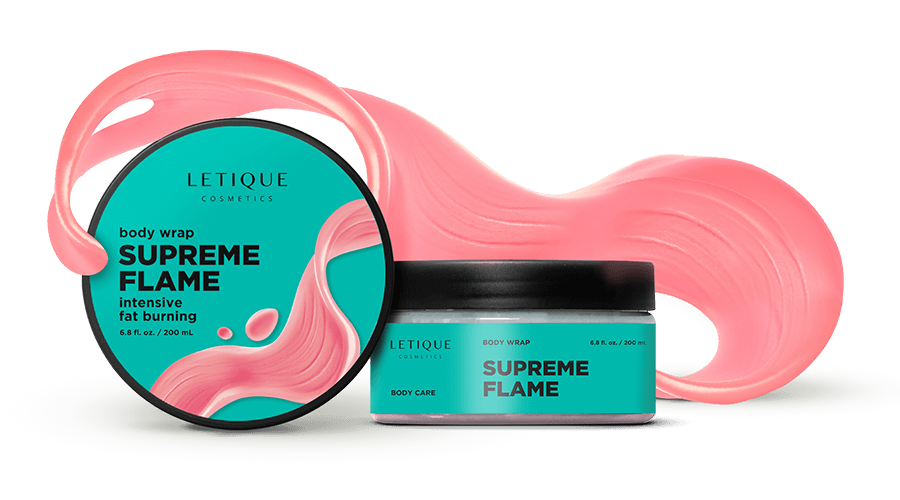 LETIQUE
COSMETICS
body wrap
SUPREME
FLAME
intensive
fat burning
6.8 fl. oz. / 200 mL
LETIQUE
COSMETICS
BODY CARE
BODY WRAP
6.8 fl. oz. / 200 mL
SUPREME
FLAME